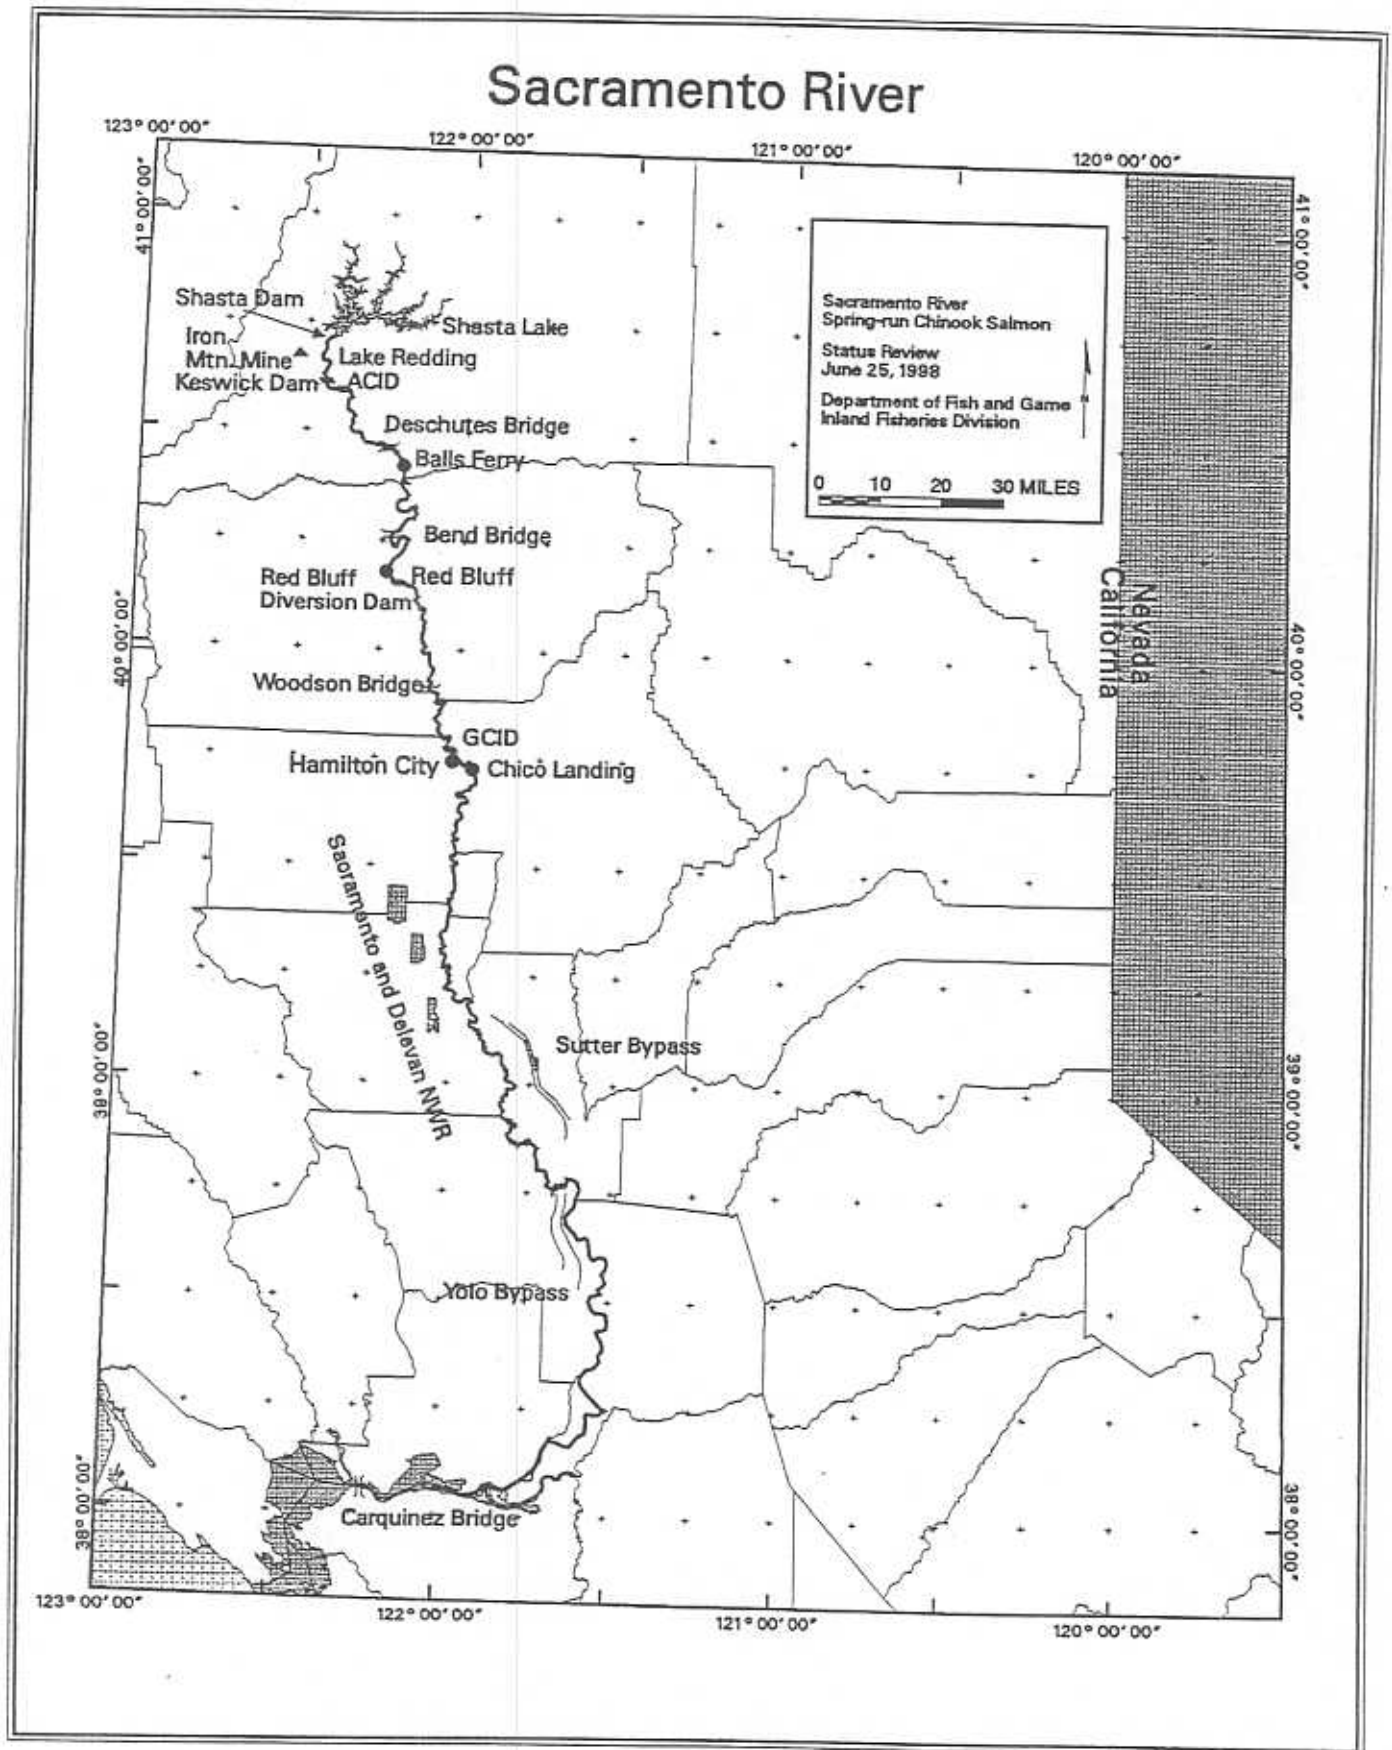 Sacramento River
123° 00' 00"
122° 00' 00"
121° 00' 00"
120° 00' 00"
41° 00' 00"
41° 00' 00"
Sacramento River
Spring-run Chinook Salmon
Status Review
June 25, 1998
Department of Fish and Game
Inland Fisheries Division
N
0 10 20 30 MILES
Shasta Dam
Shasta Lake
Iron
Mtn. Mine
Lake Redding
Keswick Dam
ACID
Deschutes Bridge
Balls Ferry
Bend Bridge
Red Bluff
Diversion Dam
Red Bluff
Nevada
California
40° 00' 00"
40° 00' 00"
Woodson Bridge
GCID
Hamilton City
Chico Landing
Sacramento and Delevan NWR
Sutter Bypass
39° 00' 00"
39° 00' 00"
Yolo Bypass
38° 00' 00"
38° 00' 00"
Carquinez Bridge
123° 00' 00"
122° 00' 00"
121° 00' 00"
120° 00' 00"